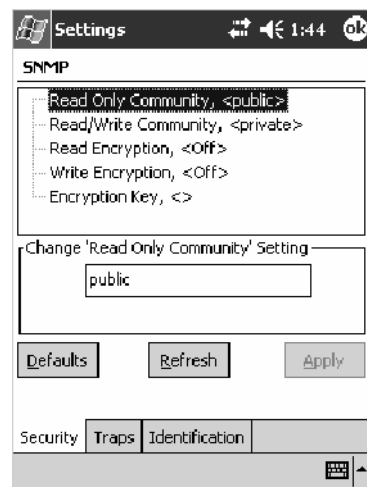 Settings 1:44 ok
SNMP
Read Only Community, <public>
Read/Write Community, <private>
Read Encryption, <Off>
Write Encryption, <Off>
Encryption Key, <>
Change 'Read Only Community' Setting
public
Defaults Refresh Apply
Security Traps Identification